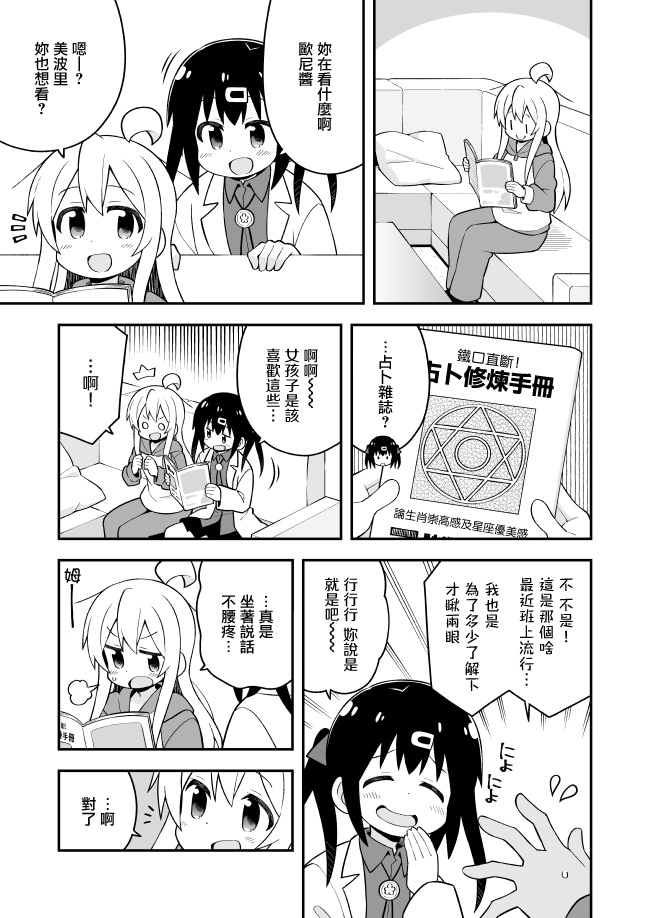 妳在看什麼啊
歐尼醬
嗯—？
美波里
妳也想看？
…占卜雜誌？
鐵口直斷！
占卜修煉手冊
論生肖崇高感及星座優美感
啊啊～～
女孩子是該
喜歡這些…
…啊！
不 不是！
這是那個啥
最近班上流行…
我也是
為了多少了解下
才瞅兩眼
行行行 妳說是
就是吧～～
によ
によ
…真是
坐著說話
不腰疼…
姆—
手冊
…啊
對了